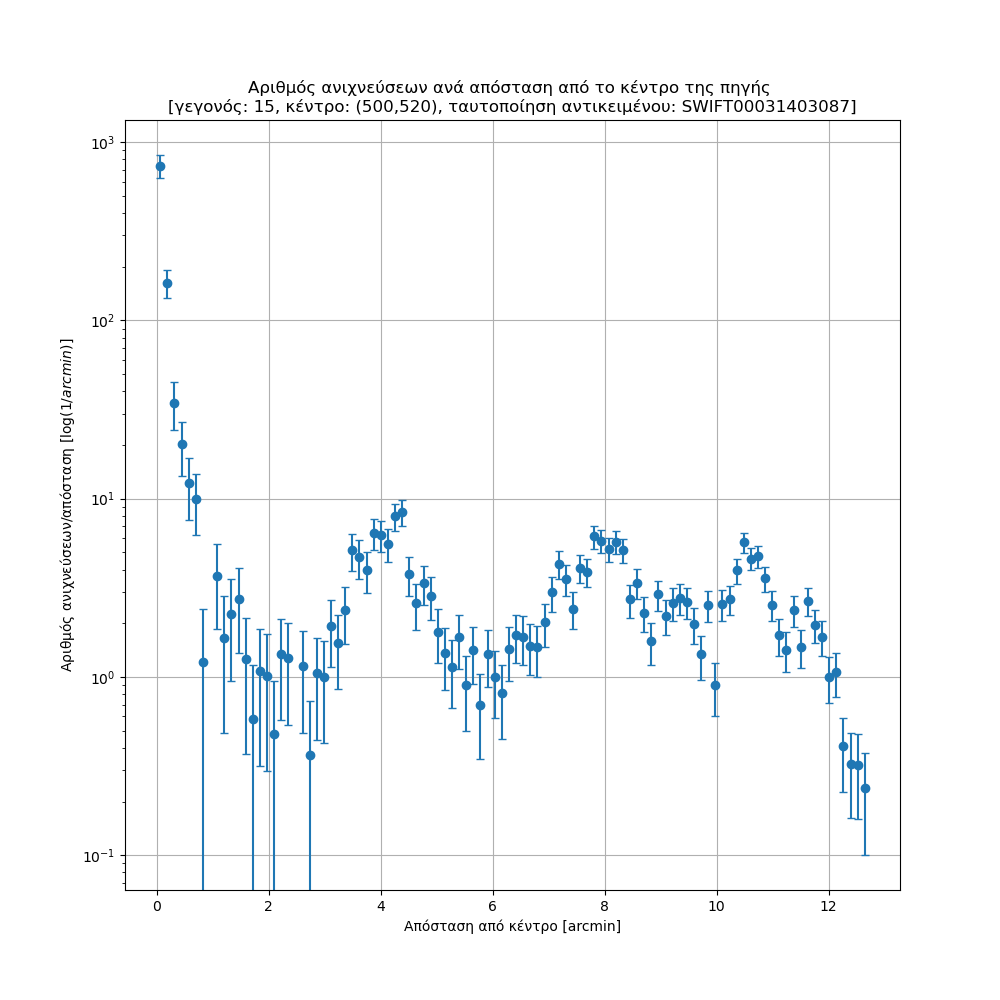 Αριθμός ανιχνεύσεων ανά απόσταση από το κέντρο της πηγής
[γεγονός: 15, κέντρο: (500,520), ταυτοποίηση αντικειμένου: SWIFT00031403087]
Αριθμός ανιχνεύσεων/απόσταση [log(1/arcmin)]
10³
10²
10¹
10⁰
10⁻¹
0 2 4 6 8 10 12
Απόσταση από κέντρο [arcmin]